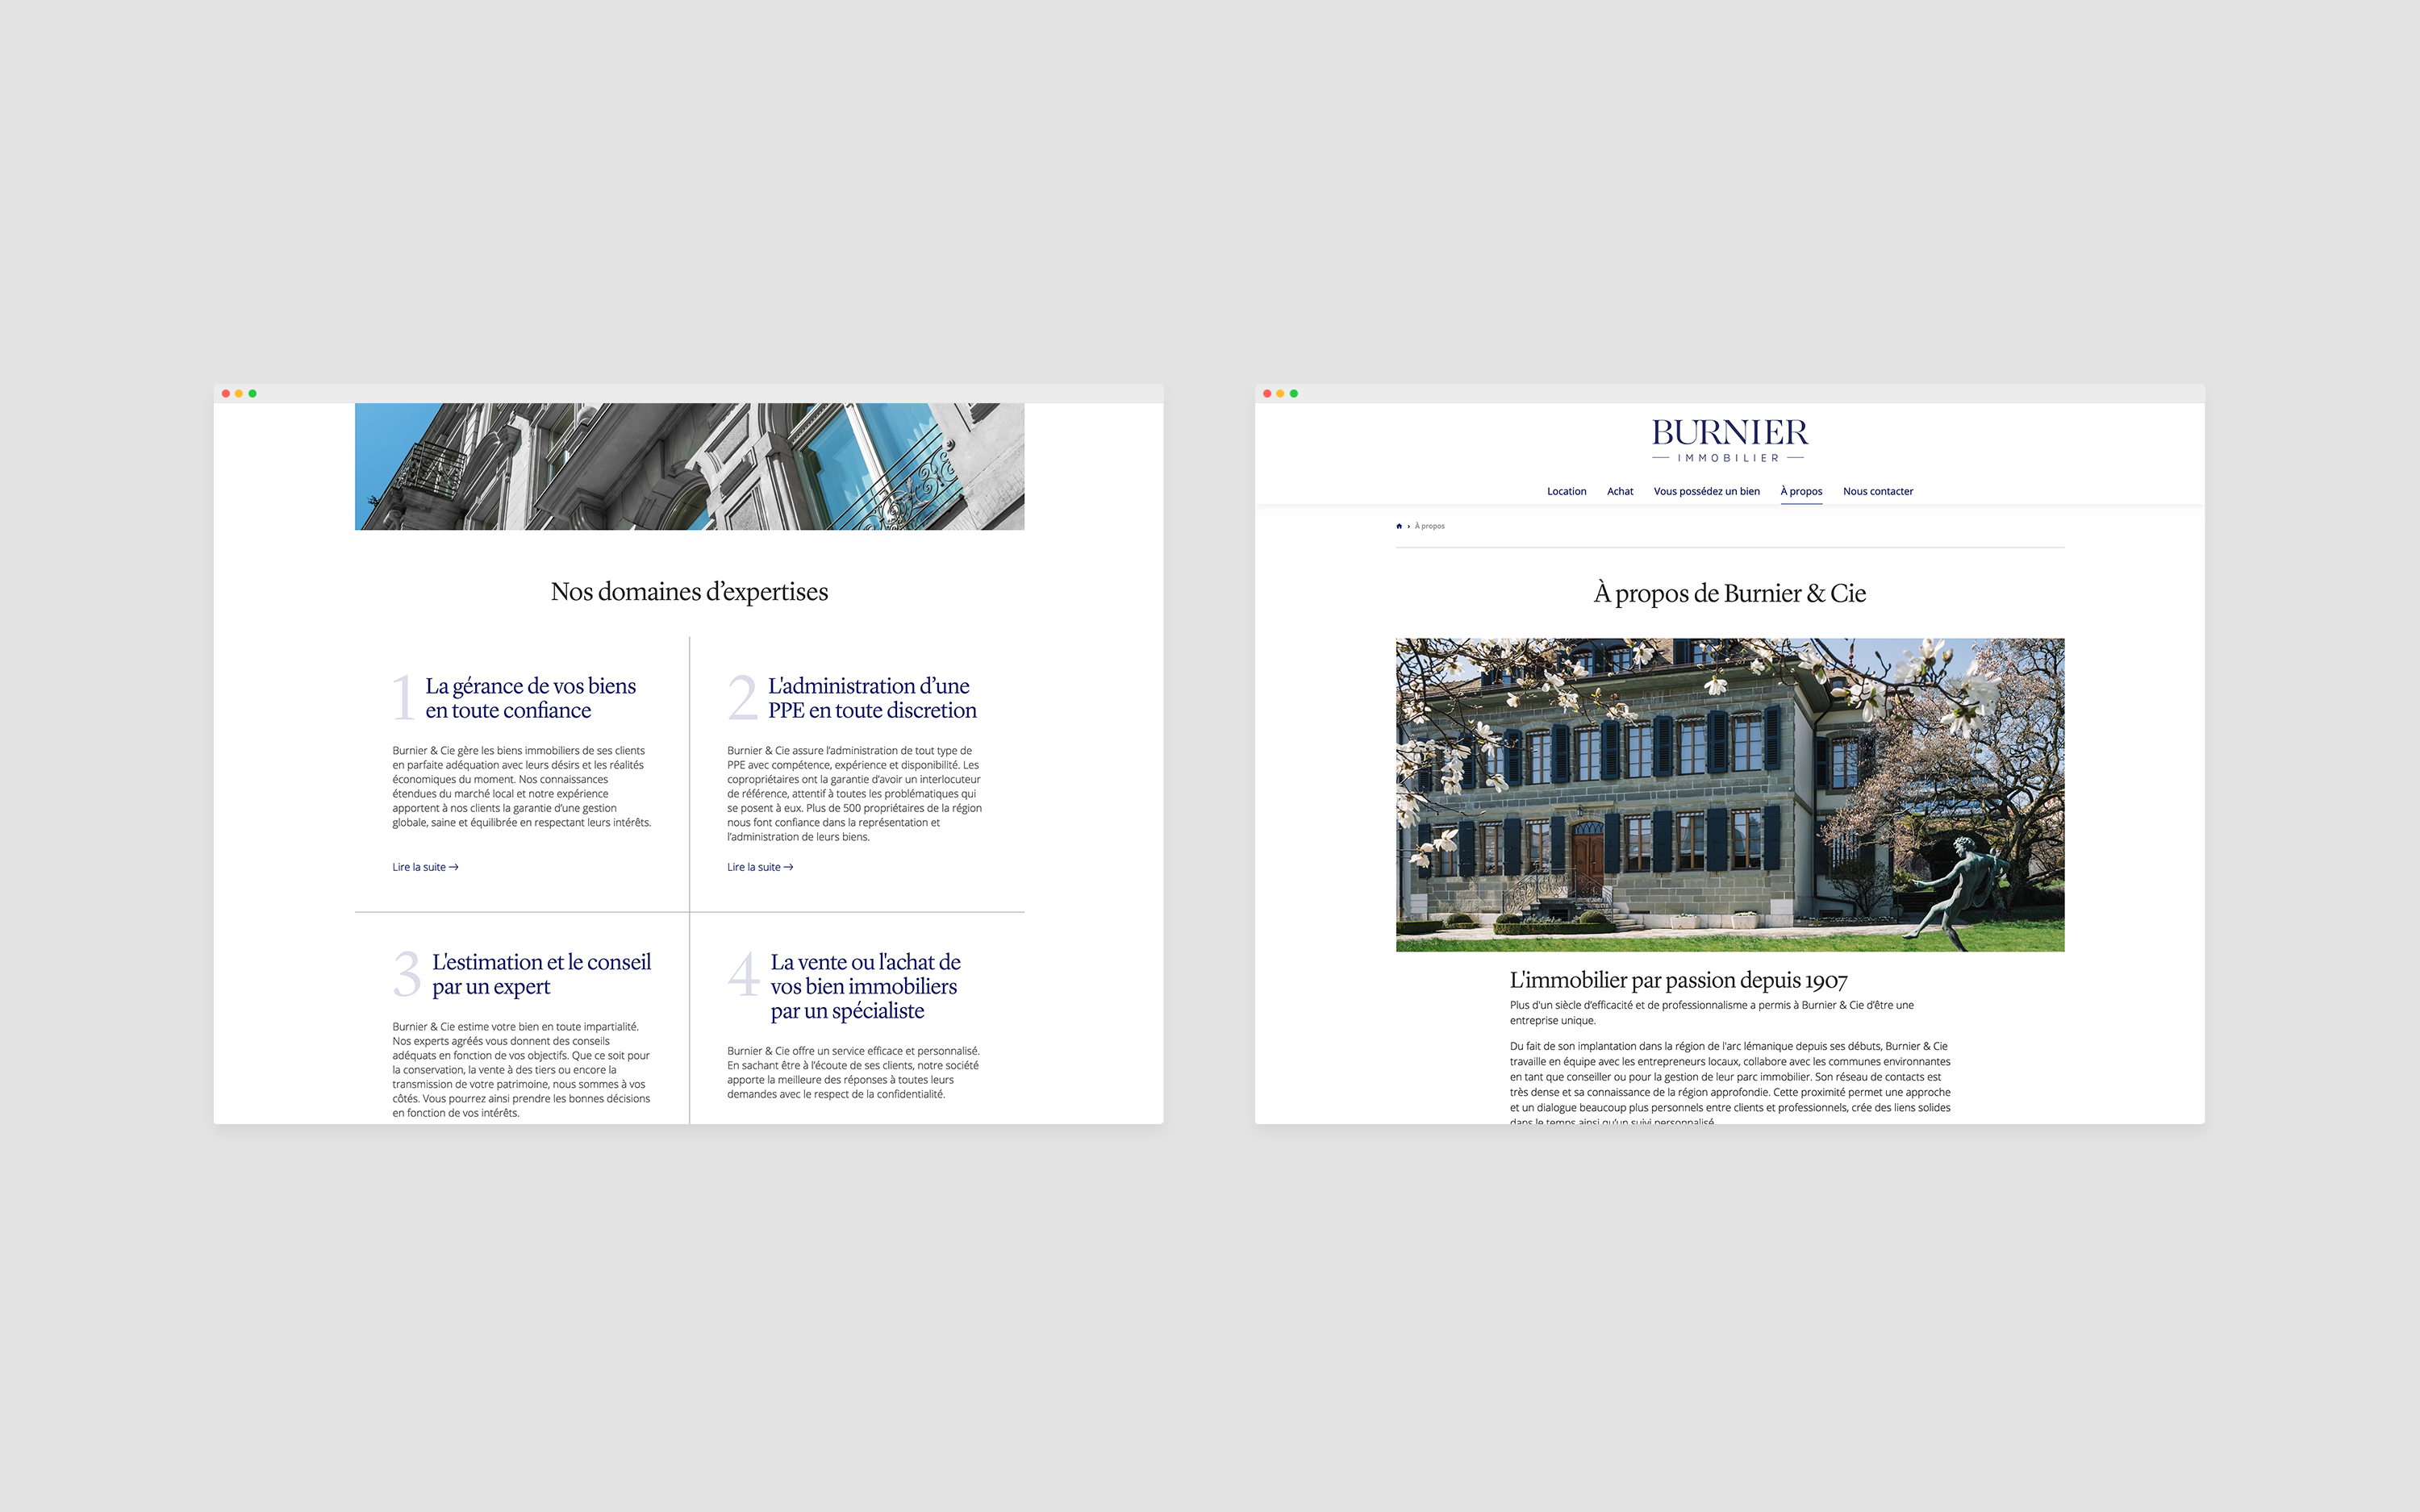 Nos domaines d’expertises
1 La gérance de vos biens
en toute confiance
Burnier & Cie gère les biens immobiliers de ses clients
en parfaite adéquation avec leurs désirs et les réalités
économiques du moment. Nos connaissances
étendues du marché local et notre expérience
apportent à nos clients la garantie d’une gestion
globale, saine et équilibrée en respectant leurs intérêts.
Lire la suite →
2 L'administration d’une
PPE en toute discretion
Burnier & Cie assure l’administration de tout type de
PPE avec compétence, expérience et disponibilité. Les
copropriétaires ont la garantie d’avoir un interlocuteur
de référence, attentif à toutes les problématiques qui
se posent à eux. Plus de 500 propriétaires de la région
nous font confiance dans la représentation et
l’administration de leurs biens.
Lire la suite →
3 L'estimation et le conseil
par un expert
Burnier & Cie estime votre bien en toute impartialité.
Nos experts agréés vous donnent des conseils
adéquats en fonction de vos objectifs. Que ce soit pour
la conservation, la vente à des tiers ou encore la
transmission de votre patrimoine, nous sommes à vos
côtés. Vous pourrez ainsi prendre les bonnes décisions
en fonction de vos intérêts.
4 La vente ou l'achat de
vos bien immobiliers
par un spécialiste
Burnier & Cie offre un service efficace et personnalisé.
En sachant être à l’écoute de ses clients, notre société
apporte la meilleure des réponses à toutes leurs
demandes avec le respect de la confidentialité.
BURNIER
IMMOBILIER
Location Achat Vous possédez un bien À propos Nous contacter
› À propos
À propos de Burnier & Cie
L'immobilier par passion depuis 1907
Plus d'un siècle d’efficacité et de professionnalisme a permis à Burnier & Cie d’être une
entreprise unique.
Du fait de son implantation dans la région de l'arc lémanique depuis ses débuts, Burnier & Cie
travaille en équipe avec les entrepreneurs locaux, collabore avec les communes environnantes
en tant que conseiller ou pour la gestion de leur parc immobilier. Son réseau de contacts est
très dense et sa connaissance de la région approfondie. Cette proximité permet une approche
et un dialogue beaucoup plus personnels entre clients et professionnels, crée des liens solides
dans le temps ainsi qu’un suivi personnalisé.